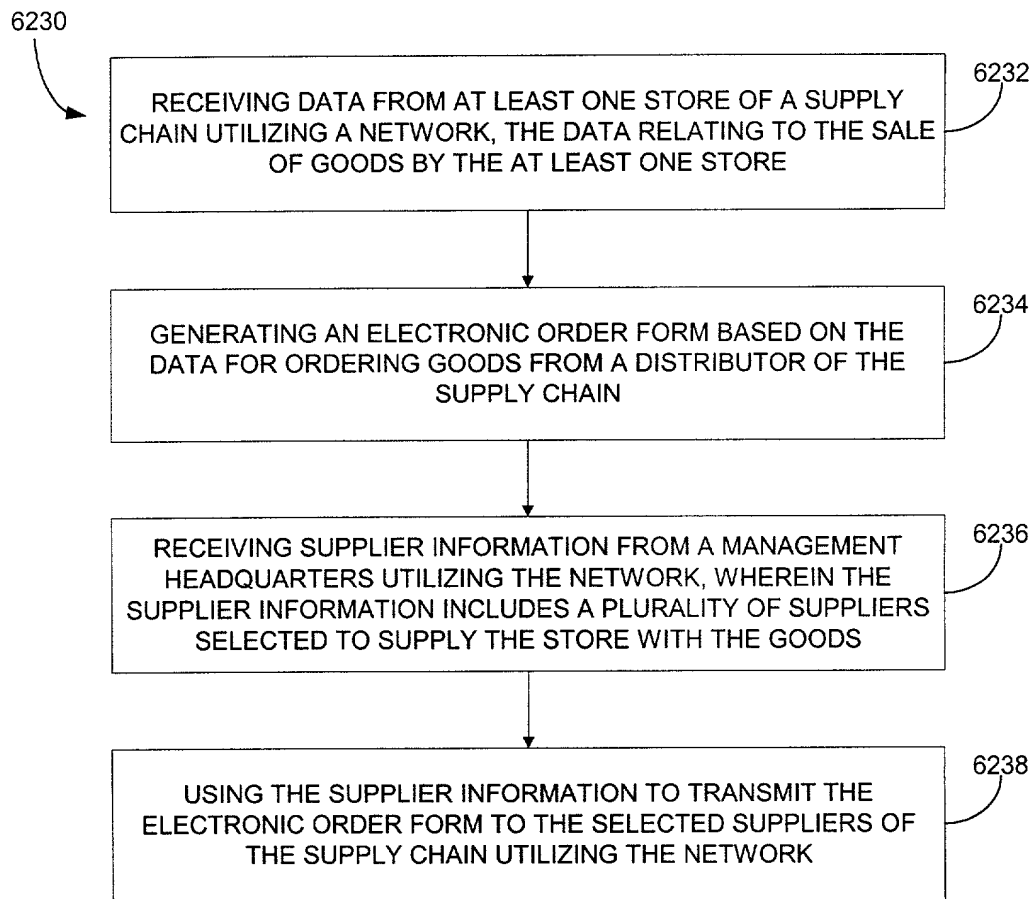 6230
6232
RECEIVING DATA FROM AT LEAST ONE STORE OF A SUPPLY
CHAIN UTILIZING A NETWORK, THE DATA RELATING TO THE SALE
OF GOODS BY THE AT LEAST ONE STORE
6234
GENERATING AN ELECTRONIC ORDER FORM BASED ON THE
DATA FOR ORDERING GOODS FROM A DISTRIBUTOR OF THE
SUPPLY CHAIN
6236
RECEIVING SUPPLIER INFORMATION FROM A MANAGEMENT
HEADQUARTERS UTILIZING THE NETWORK, WHEREIN THE
SUPPLIER INFORMATION INCLUDES A PLURALITY OF SUPPLIERS
SELECTED TO SUPPLY THE STORE WITH THE GOODS
6238
USING THE SUPPLIER INFORMATION TO TRANSMIT THE
ELECTRONIC ORDER FORM TO THE SELECTED SUPPLIERS OF
THE SUPPLY CHAIN UTILIZING THE NETWORK